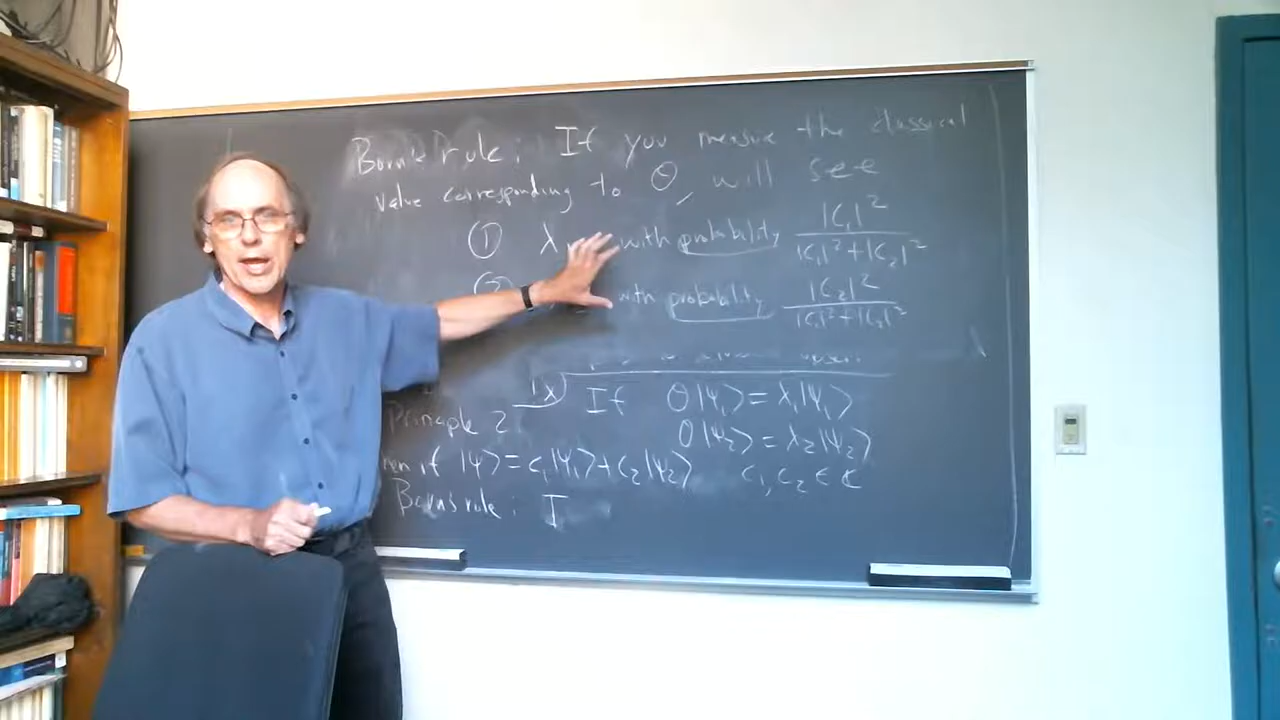 Born's rule: If you measure the classical
value corresponding to O, will see
① λ with probability |c₁|²/(|c₁|²+|c₂|²)
② with probability |c₂|²/(|c₁|²+|c₂|²)
If O|ψ₁⟩ = λ₁|ψ₁⟩
Principle 2
O|ψ₂⟩ = λ₂|ψ₂⟩
if |ψ⟩ = c₁|ψ₁⟩ + c₂|ψ₂⟩ c₁, c₂ ∈ ℂ
Born's rule: I